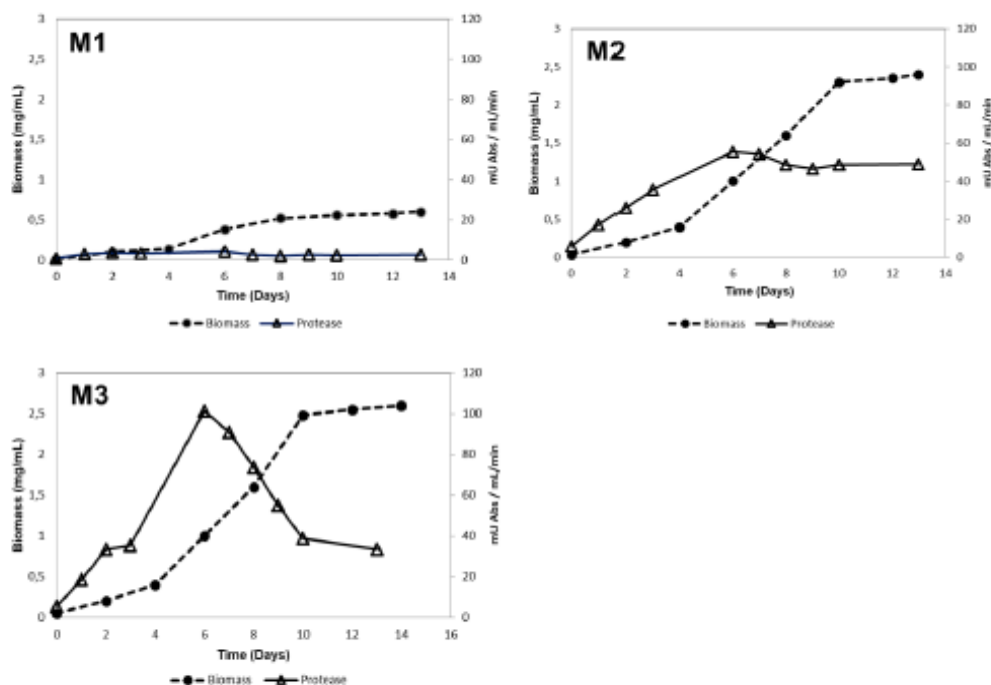 M1
Biomass (mg/mL)
3
2,5
2
1,5
1
0,5
0
120
100
80
60
40
20
0
mU Abs / mL/min
0 2 4 6 8 10 12 14
Time (Days)
Biomass Protease
M2
Biomass (mg/mL)
3
2,5
2
1,5
1
0,5
0
120
100
80
60
40
20
0
mU Abs / mL/min
0 2 4 6 8 10 12 14
Time (Days)
Biomass Protease
M3
Biomass (mg/mL)
3
2,5
2
1,5
1
0,5
0
120
100
80
60
40
20
0
mU Abs / mL/min
0 2 4 6 8 10 12 14 16
Time (Days)
Biomass Protease